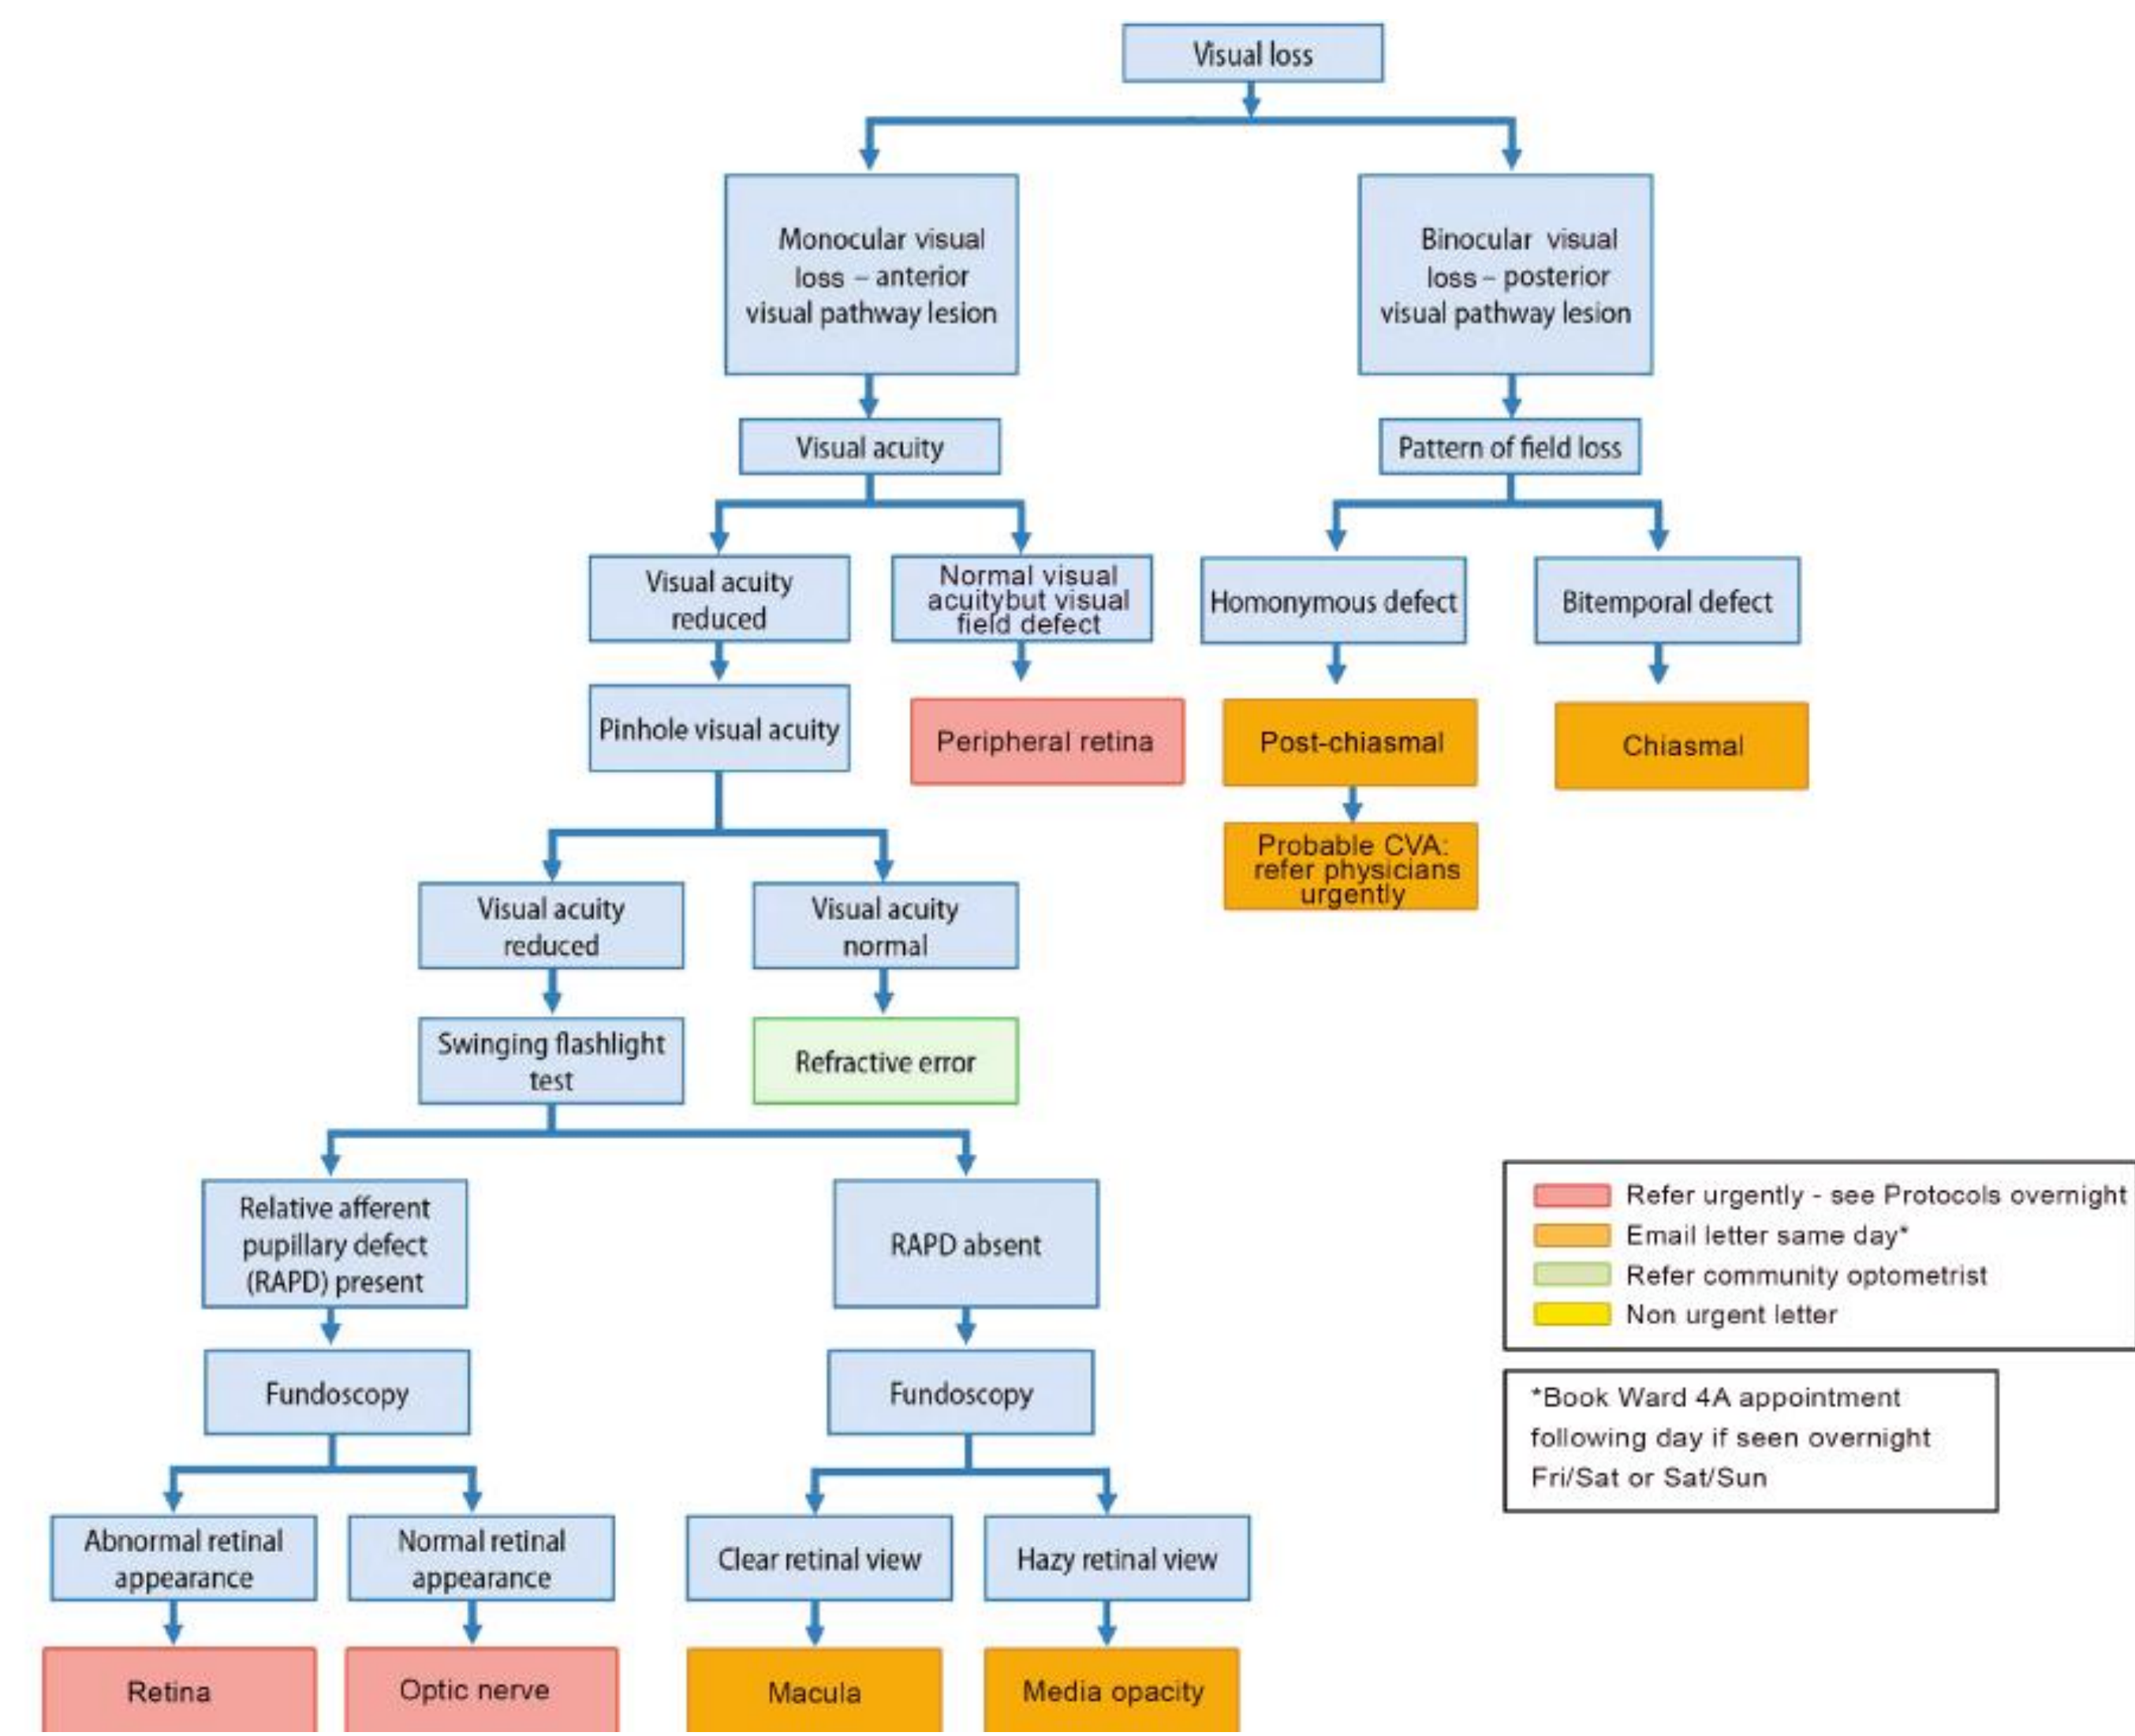 Visual loss
Monocular visual
loss – anterior
visual pathway lesion
Binocular visual
loss – posterior
visual pathway lesion
Visual acuity
Pattern of field loss
Visual acuity
reduced
Normal visual
acuitybut visual
field defect
Homonymous defect
Bitemporal defect
Pinhole visual acuity
Peripheral retina
Post-chiasmal
Chiasmal
Probable CVA:
refer physicians
urgently
Visual acuity
reduced
Visual acuity
normal
Swinging flashlight
test
Refractive error
Relative afferent
pupillary defect
(RAPD) present
RAPD absent
Refer urgently - see Protocols overnight
Email letter same day*
Refer community optometrist
Non urgent letter
Fundoscopy
Fundoscopy
*Book Ward 4A appointment
following day if seen overnight
Fri/Sat or Sat/Sun
Abnormal retinal
appearance
Normal retinal
appearance
Clear retinal view
Hazy retinal view
Retina
Optic nerve
Macula
Media opacity